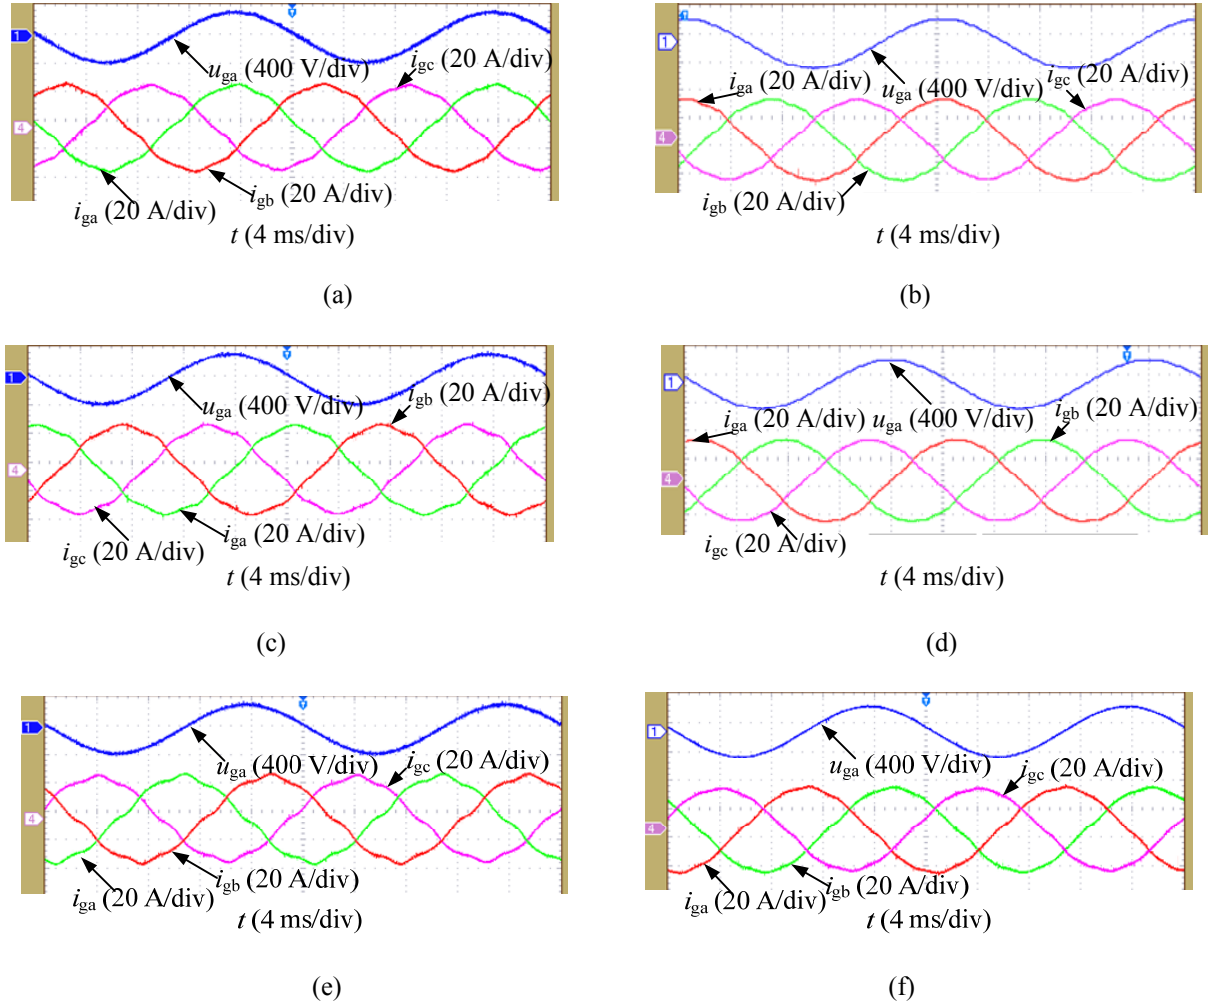 1
u_ga (400 V/div)
i_gc (20 A/div)
4
i_ga (20 A/div)
i_gb (20 A/div)
t (4 ms/div)
(a)
1
i_ga (20 A/div)
u_ga (400 V/div)
i_gc (20 A/div)
4
i_gb (20 A/div)
t (4 ms/div)
(b)
1
u_ga (400 V/div)
i_gb (20 A/div)
4
i_gc (20 A/div)
i_ga (20 A/div)
t (4 ms/div)
(c)
1
i_ga (20 A/div)
u_ga (400 V/div)
i_gb (20 A/div)
4
i_gc (20 A/div)
t (4 ms/div)
(d)
1
u_ga (400 V/div)
i_gc (20 A/div)
4
i_ga (20 A/div)
i_gb (20 A/div)
t (4 ms/div)
(e)
1
u_ga (400 V/div)
i_gc (20 A/div)
4
i_ga (20 A/div)
i_gb (20 A/div)
t (4 ms/div)
(f)